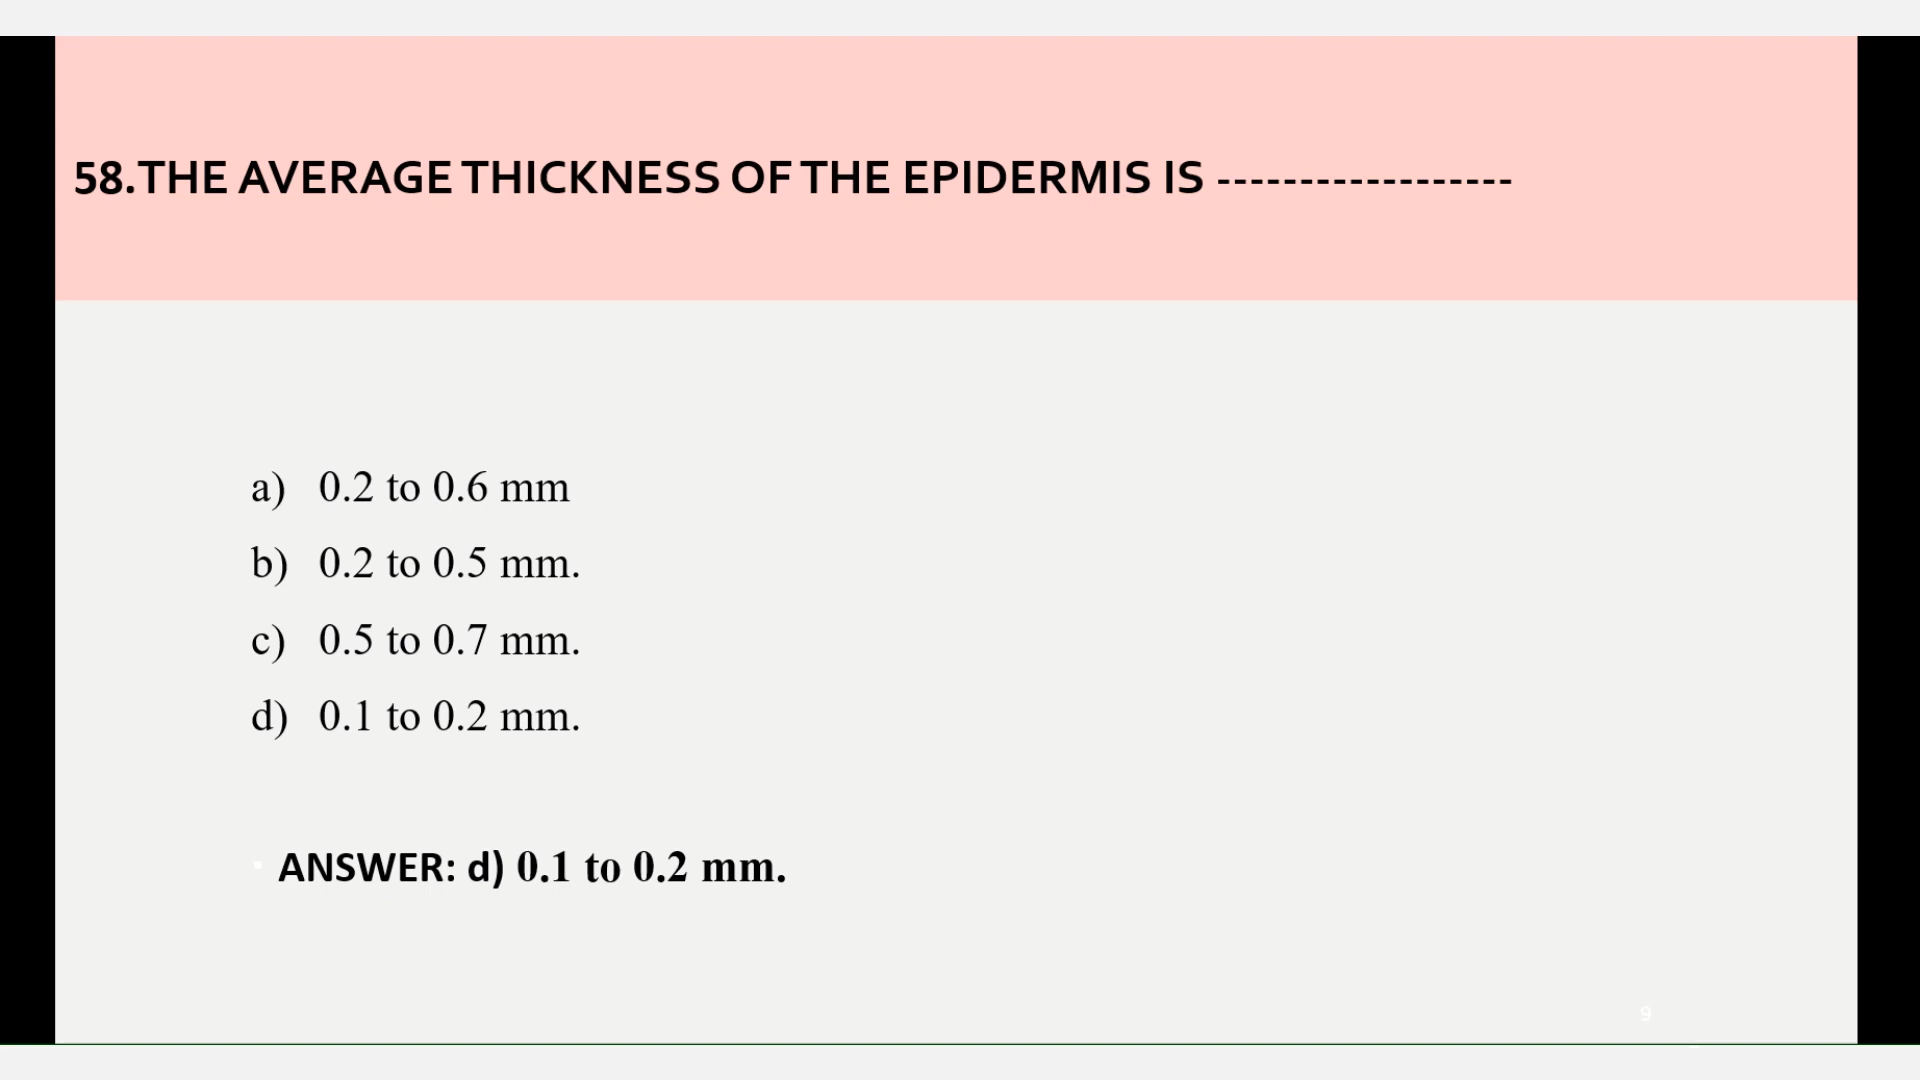 58.THE AVERAGE THICKNESS OF THE EPIDERMIS IS ------------------
a) 0.2 to 0.6 mm
b) 0.2 to 0.5 mm.
c) 0.5 to 0.7 mm.
d) 0.1 to 0.2 mm.
ANSWER: d) 0.1 to 0.2 mm.
9